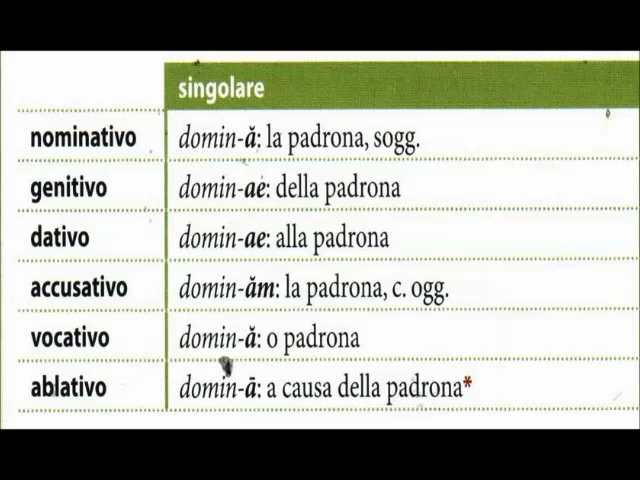 singolare
nominativo domin-ă: la padrona, sogg.
genitivo domin-ae: della padrona
dativo domin-ae: alla padrona
accusativo domin-ăm: la padrona, c. ogg.
vocativo domin-ă: o padrona
ablativo domin-ā: a causa della padrona*